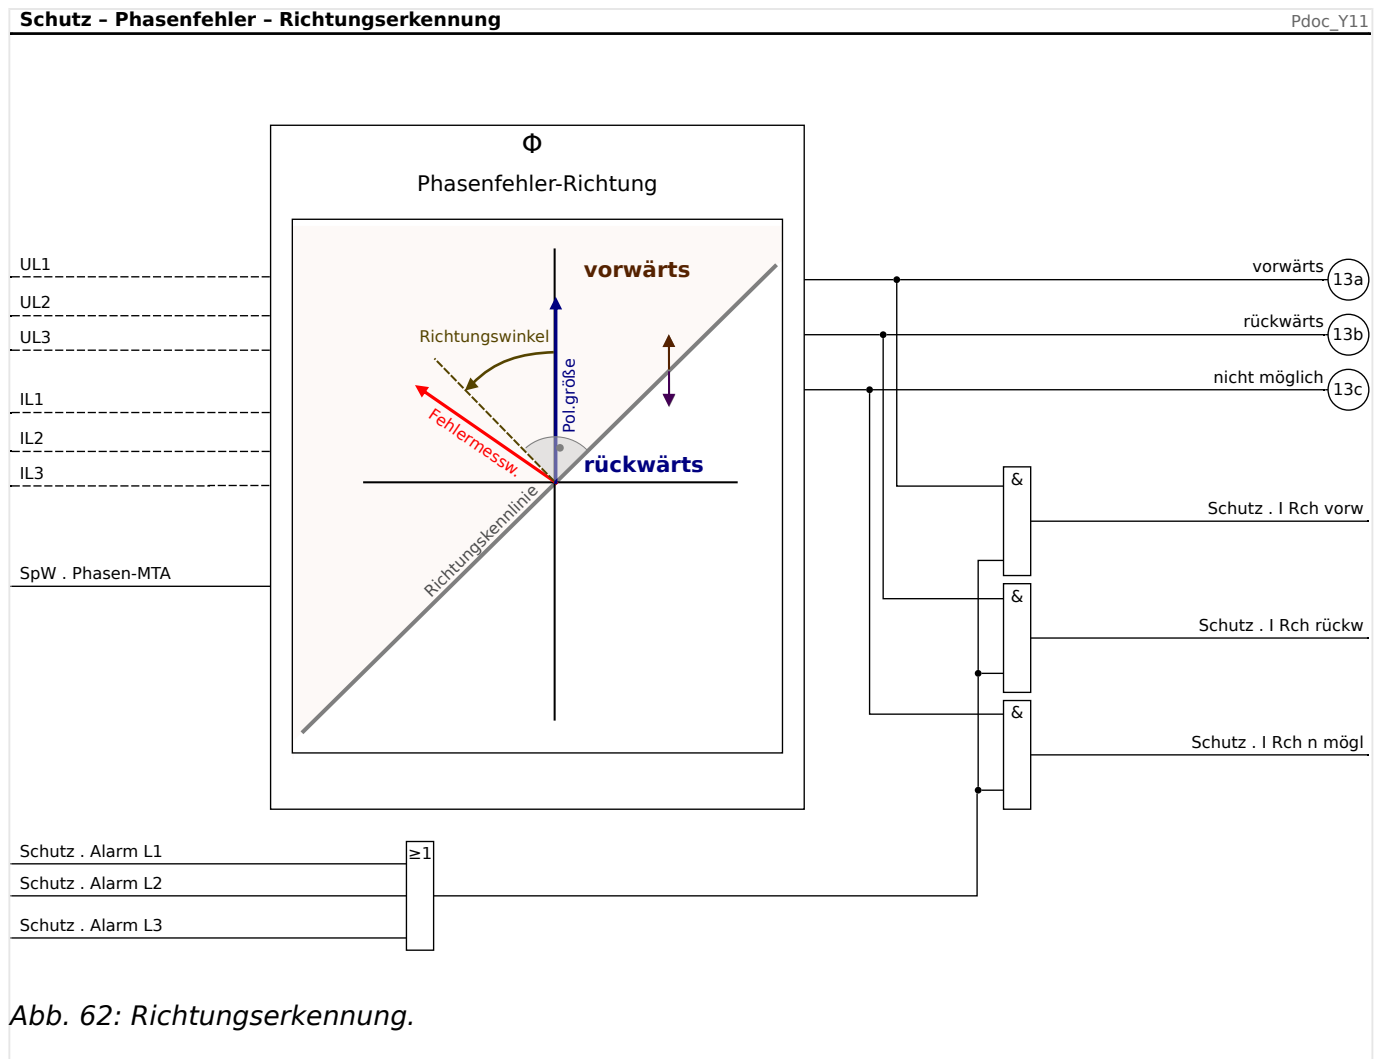 Schutz – Phasenfehler – Richtungserkennung
Pdoc_Y11
Φ
Phasenfehler-Richtung
UL1
UL2
UL3
IL1
IL2
IL3
SpW . Phasen-MTA
vorwärts
Richtungswinkel
Pol.größe
Fehlermessw.
rückwärts
Richtungskennlinie
vorwärts
13a
rückwärts
13b
nicht möglich
13c
&
Schutz . I Rch vorw
&
Schutz . I Rch rückw
&
Schutz . I Rch n mögl
Schutz . Alarm L1
≥1
Schutz . Alarm L2
Schutz . Alarm L3
Abb. 62: Richtungserkennung.